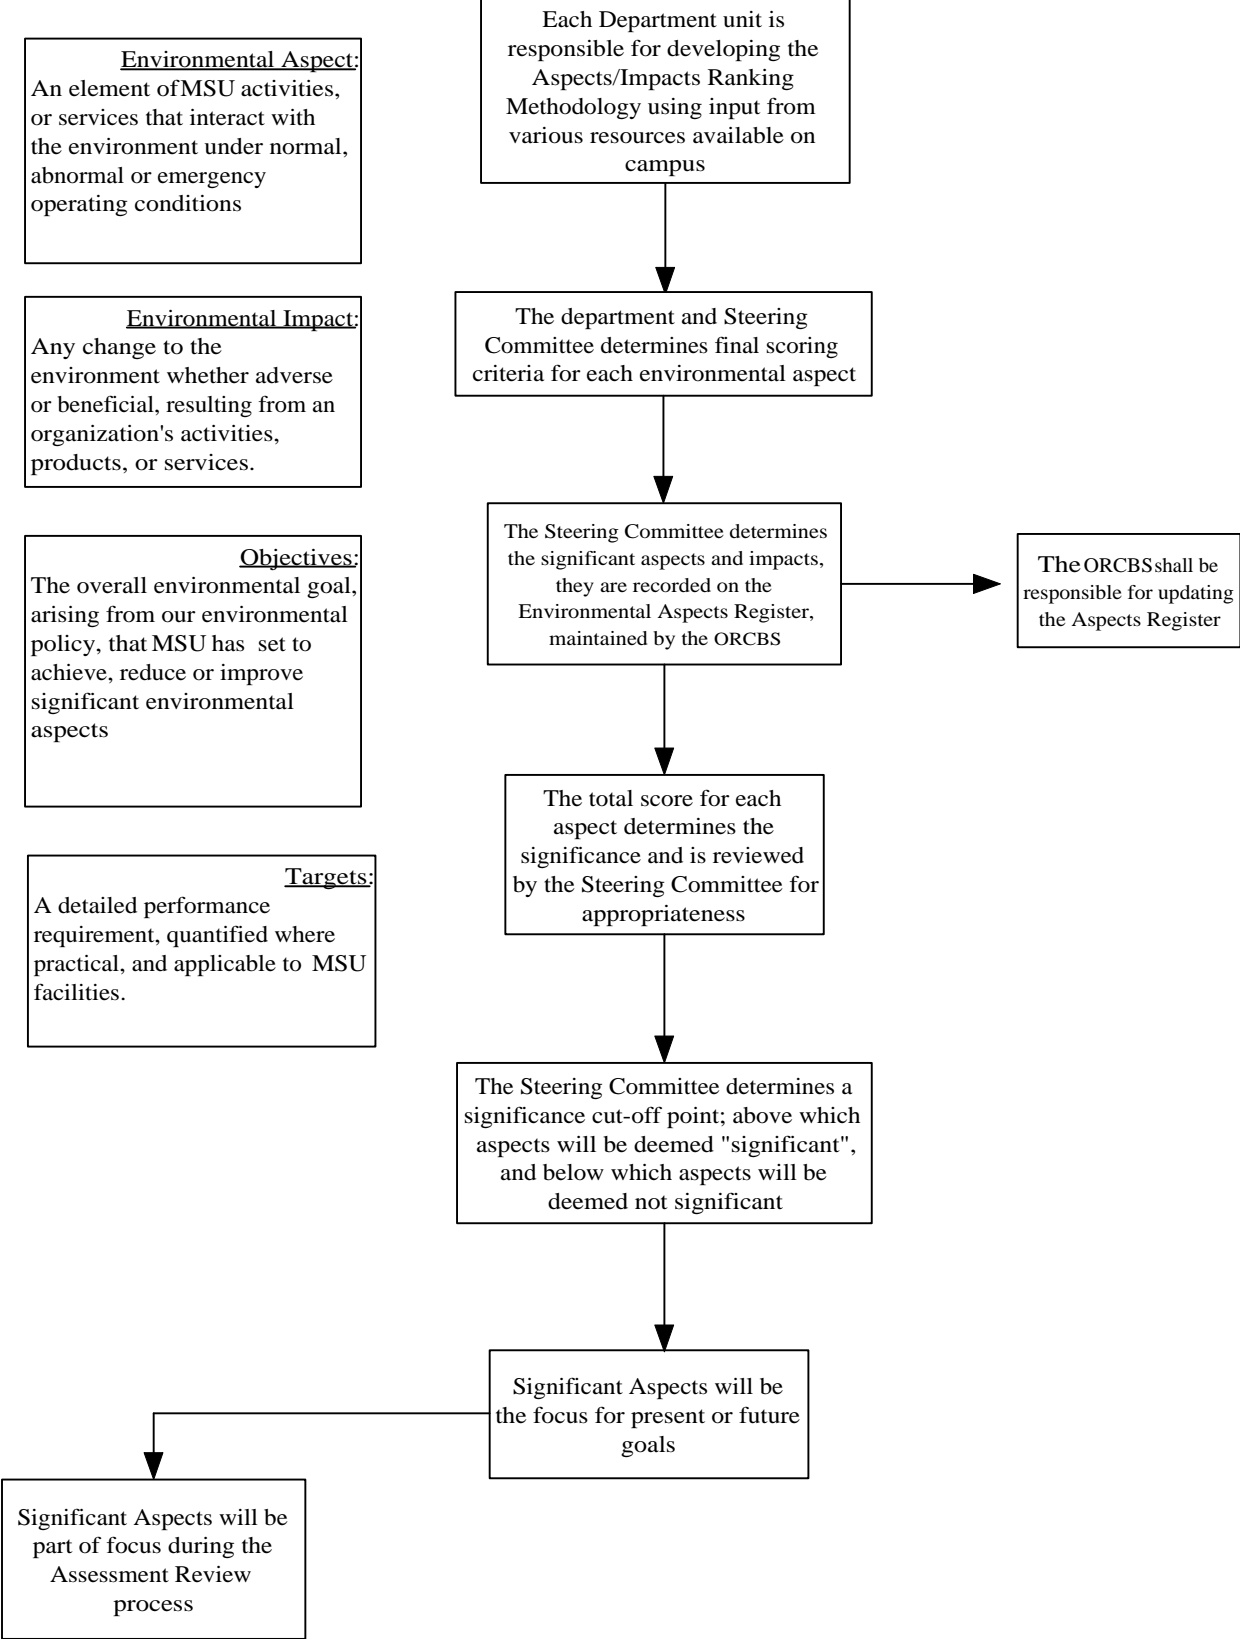 Each Department unit is
responsible for developing the
Aspects/Impacts Ranking
Methodology using input from
various resources available on
campus
Environmental Aspect:
An element of MSU activities,
or services that interact with
the environment under normal,
abnormal or emergency
operating conditions
Environmental Impact:
Any change to the
environment whether adverse
or beneficial, resulting from an
organization's activities,
products, or services.
The department and Steering
Committee determines final scoring
criteria for each environmental aspect
Objectives:
The overall environmental goal,
arising from our environmental
policy, that MSU has set to
achieve, reduce or improve
significant environmental
aspects
The Steering Committee determines
the significant aspects and impacts,
they are recorded on the
Environmental Aspects Register,
maintained by the ORCBS
The ORCBS shall be
responsible for updating
the Aspects Register
The total score for each
aspect determines the
significance and is reviewed
by the Steering Committee for
appropriateness
Targets:
A detailed performance
requirement, quantified where
practical, and applicable to MSU
facilities.
The Steering Committee determines a
significance cut-off point; above which
aspects will be deemed "significant",
and below which aspects will be
deemed not significant
Significant Aspects will be
the focus for present or future
goals
Significant Aspects will be
part of focus during the
Assessment Review
process